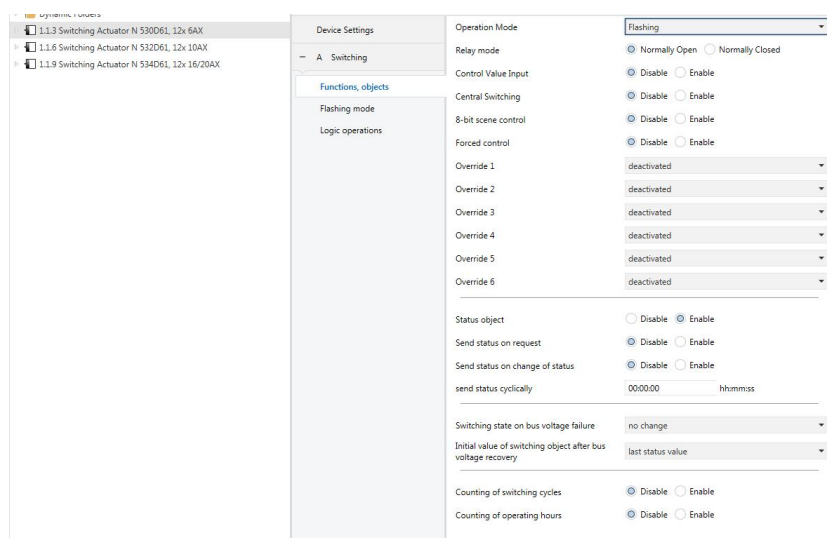 Dynamic Folders
1.1.3 Switching Actuator N 530D61, 12x 6AX
1.1.6 Switching Actuator N 532D61, 12x 10AX
1.1.9 Switching Actuator N 534D61, 12x 16/20AX
Device Settings
A Switching
Functions, objects
Flashing mode
Logic operations
Operation Mode Flashing
Relay mode Normally Open Normally Closed
Control Value Input Disable Enable
Central Switching Disable Enable
8-bit scene control Disable Enable
Forced control Disable Enable
Override 1 deactivated
Override 2 deactivated
Override 3 deactivated
Override 4 deactivated
Override 5 deactivated
Override 6 deactivated
Status object Disable Enable
Send status on request Disable Enable
Send status on change of status Disable Enable
send status cyclically 00:00:00 hh:mm:ss
Switching state on bus voltage failure no change
Initial value of switching object after bus
voltage recovery last status value
Counting of switching cycles Disable Enable
Counting of operating hours Disable Enable